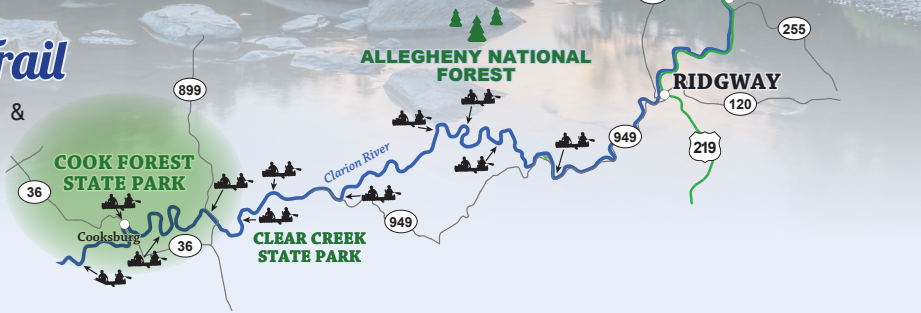 rail
&
ALLEGHENY NATIONAL
FOREST
255
RIDGWAY
120
899
949
219
Clarion River
COOK FOREST
STATE PARK
36
949
Cooksburg
36
CLEAR CREEK
STATE PARK